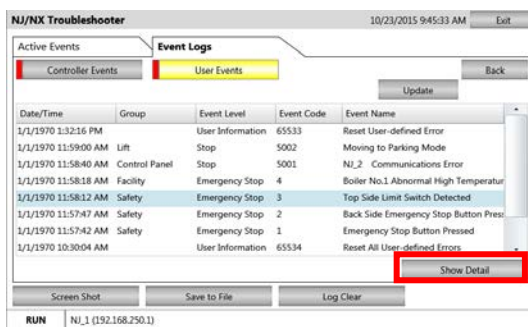 NJ/NX Troubleshooter 10/23/2015 9:45:33 AM Exit
Active Events Event Logs
Controller Events User Events Back
Update
Date/Time Group Event Level Event Code Event Name
1/1/1970 1:32:16 PM User Information 65533 Reset User-defined Error
1/1/1970 11:59:00 AM Lift Stop 5002 Moving to Parking Mode
1/1/1970 11:58:40 AM Control Panel Stop 5001 NJ_2 Communications Error
1/1/1970 11:58:18 AM Facility Emergency Stop 4 Boiler No.1 Abnormal High Temperatur
1/1/1970 11:58:12 AM Safety Emergency Stop 3 Top Side Limit Switch Detected
1/1/1970 11:57:47 AM Safety Emergency Stop 2 Back Side Emergency Stop Button Press
1/1/1970 11:57:42 AM Safety Emergency Stop 1 Emergency Stop Button Pressed
1/1/1970 10:30:04 AM User Information 65534 Reset All User-defined Errors
Show Detail
Screen Shot Save to File Log Clear
RUN NJ_1 (192.168.250.1)